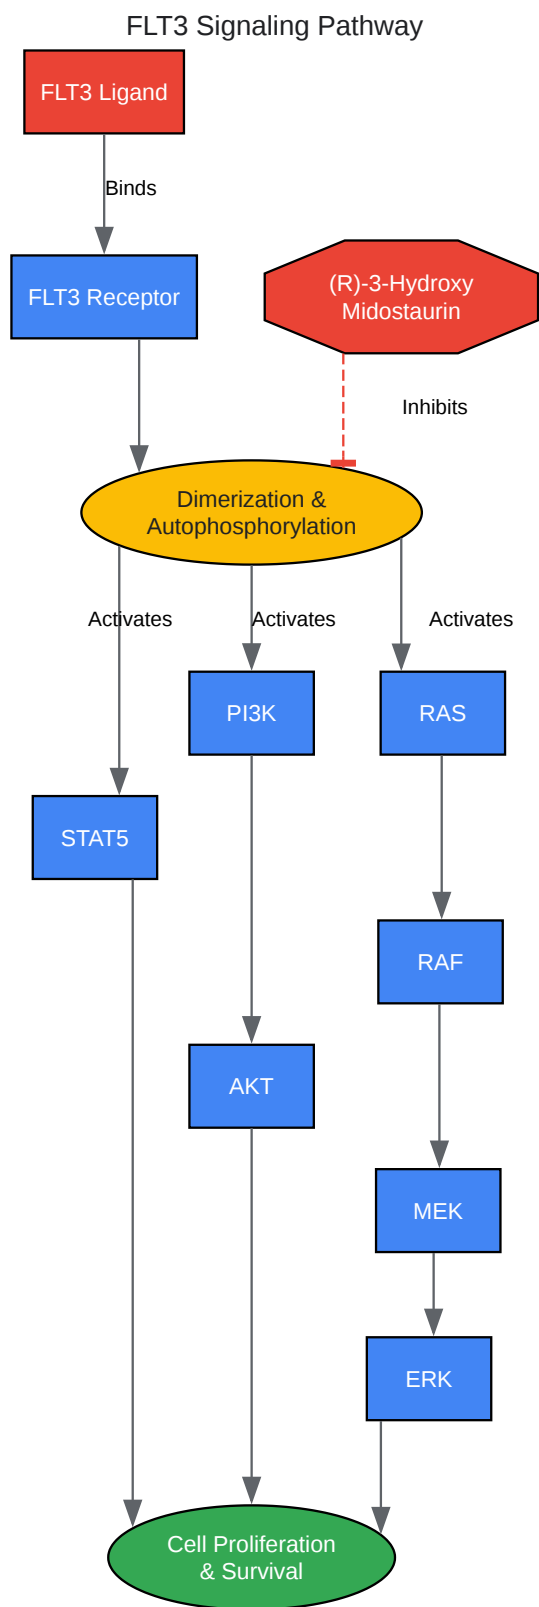 FLT3 Signaling Pathway
FLT3 Ligand
Binds
FLT3 Receptor
(R)-3-Hydroxy
Midostaurin
Inhibits
Dimerization &
Autophosphorylation
Activates
Activates
Activates
PI3K
RAS
STAT5
RAF
AKT
MEK
ERK
Cell Proliferation
& Survival